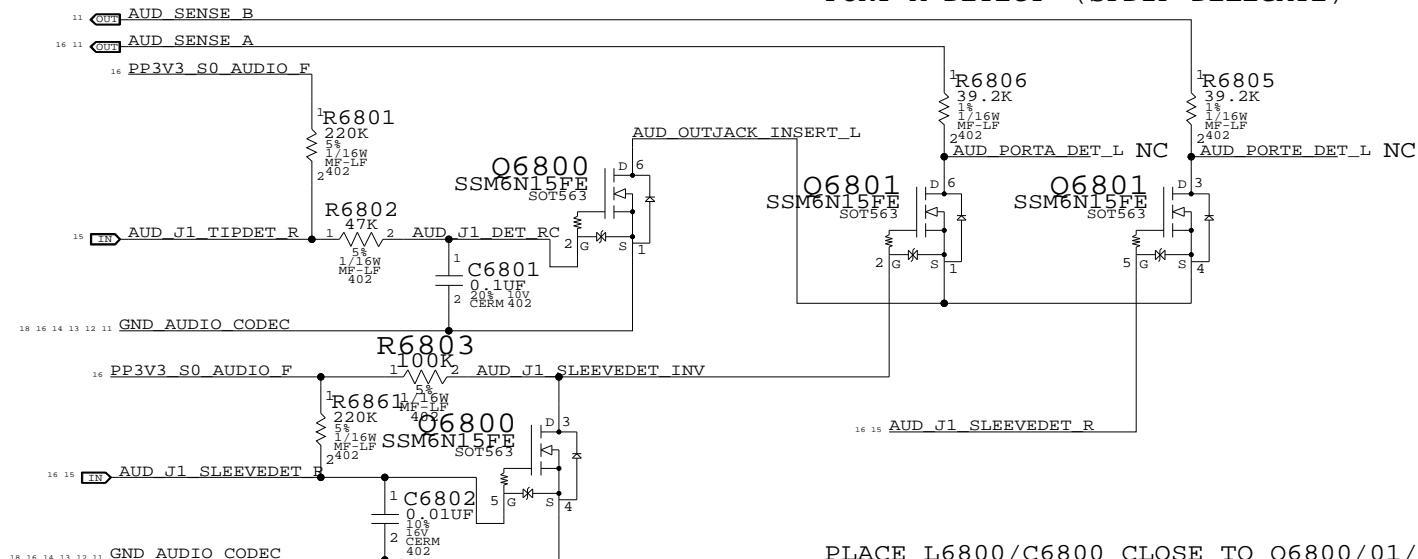 PORT A DETECT (SPDIF DELEGATE)
11 OUT AUD_SENSE_B
16 11 OUT AUD_SENSE_A
16 PP3V3_S0_AUDIO_F
1
R6801
220K
5%
1/16W
MF-LF
402
2
1
R6806
39.2K
1%
1/16W
MF-LF
402
2
1
R6805
39.2K
1%
1/16W
MF-LF
402
2
AUD_OUTJACK_INSERT_L
AUD_PORTA_DET_L NC
AUD_PORTE_DET_L NC
Q6800
SSM6N15FE
SOT563
D 6
2 G S 1
Q6801
SSM6N15FE
SOT563
D 6
2 G S 1
Q6801
SSM6N15FE
SOT563
D 3
5 G S 4
R6802
47K
1 2
5%
1/16W
MF-LF
402
15 IN AUD_J1_TIPDET_R
AUD_J1_DET_RC
1
C6801
0.1UF
20% 10V
CERM 402
2
18 16 14 13 12 11 GND_AUDIO_CODEC
R6803
100K
1 2
5%
1/16W
MF-LF
402
16 PP3V3_S0_AUDIO_F
AUD_J1_SLEEVEDET_INV
1
R6861
220K
5%
1/16W
MF-LF
402
2
Q6800
SSM6N15FE
SOT563
D 3
5 G S 4
16 15 AUD_J1_SLEEVEDET_R
16 15 IN AUD_J1_SLEEVEDET_R
1
C6802
0.01UF
10%
16V
CERM
402
2
18 16 14 13 12 11 GND_AUDIO_CODEC
PLACE L6800/C6800 CLOSE TO Q6800/01/